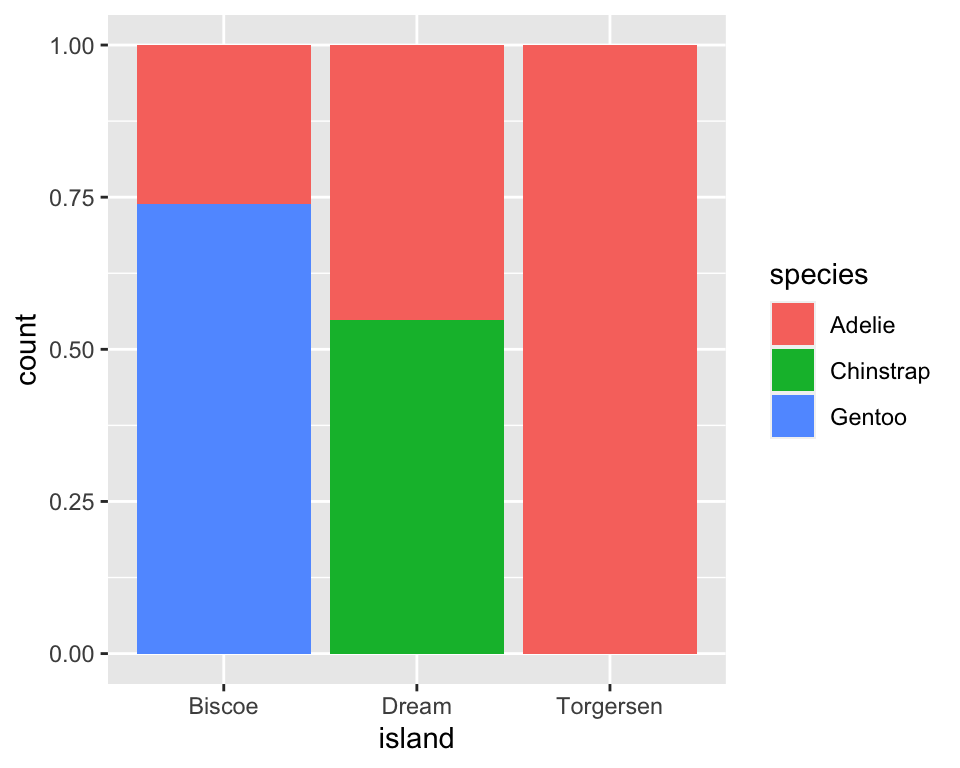 1.00
0.75
0.50
0.25
0.00
count
Biscoe
Dream
Torgersen
island
species
Adelie
Chinstrap
Gentoo